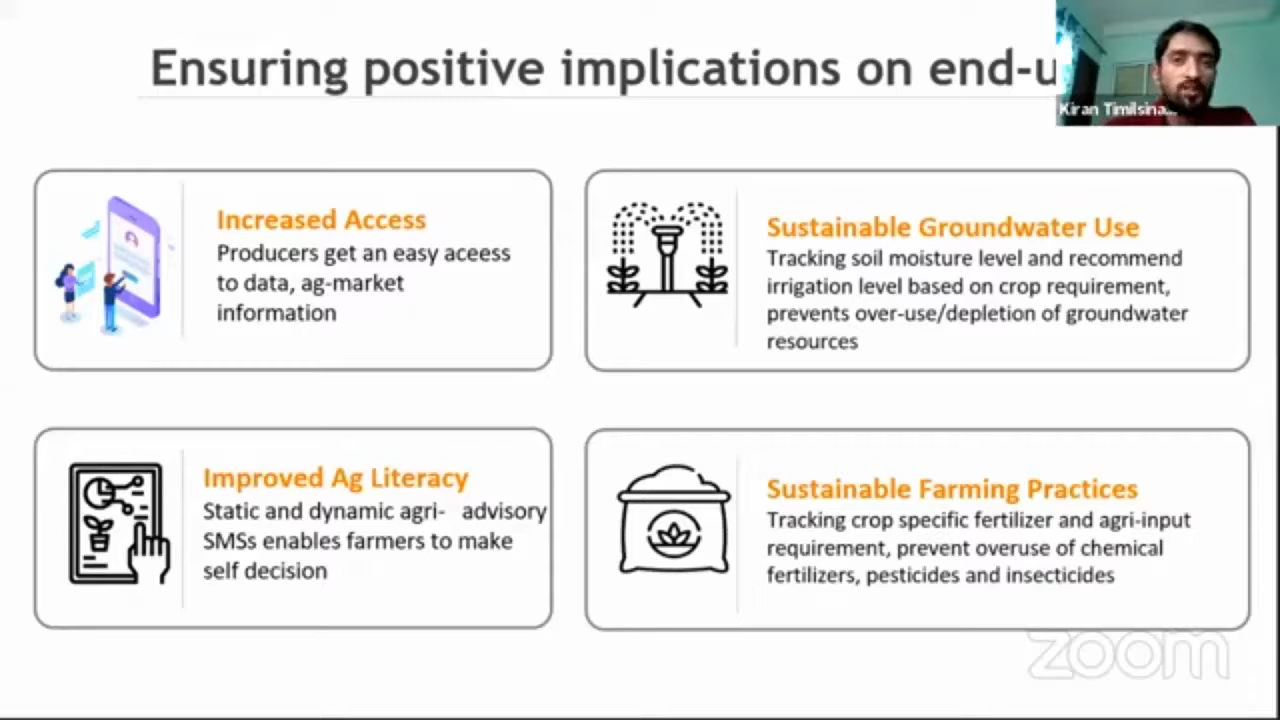 Ensuring positive implications on end-u
Kiran Timilsina...
Increased Access
Producers get an easy aceess
to data, ag-market
information
Sustainable Groundwater Use
Tracking soil moisture level and recommend
irrigation level based on crop requirement,
prevents over-use/depletion of groundwater
resources
Improved Ag Literacy
Static and dynamic agri- advisory
SMSs enables farmers to make
self decision
Sustainable Farming Practices
Tracking crop specific fertilizer and agri-input
requirement, prevent overuse of chemical
fertilizers, pesticides and insecticides
zoom